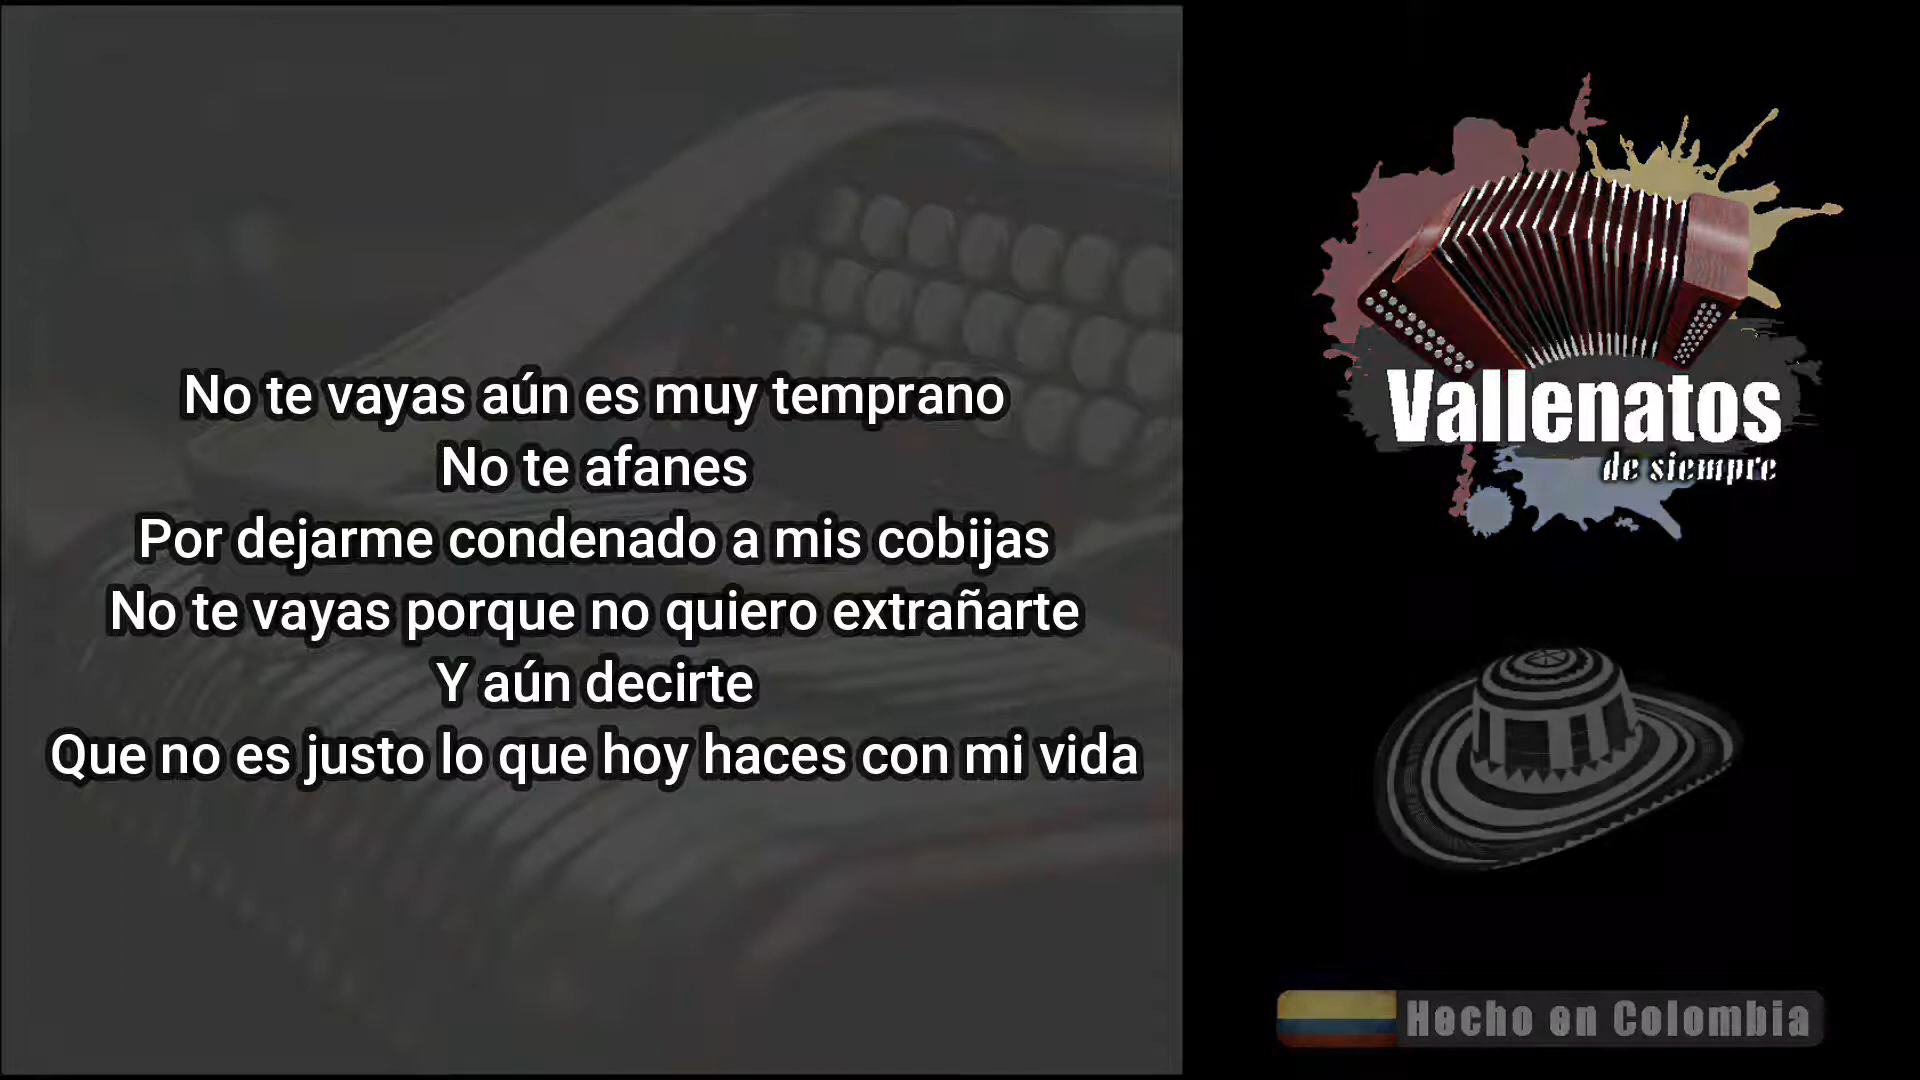 No te vayas aún es muy temprano
No te afanes
Por dejarme condenado a mis cobijas
No te vayas porque no quiero extrañarte
Y aún decirte
Que no es justo lo que hoy haces con mi vida
Vallenatos
de siempre
Hecho en Colombia